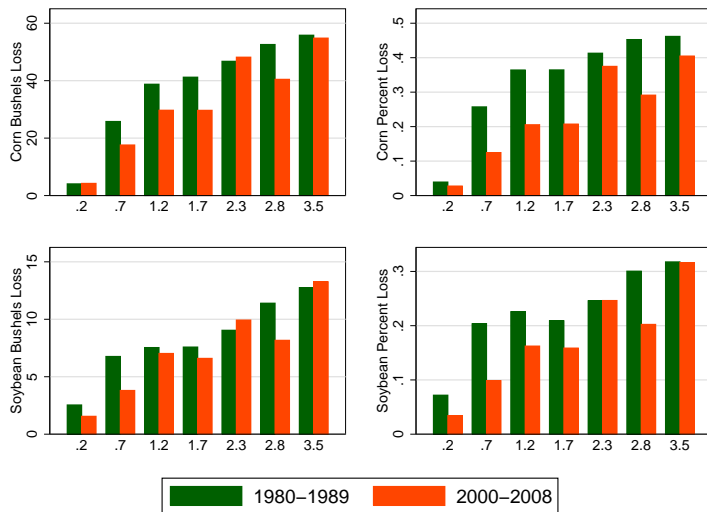 Corn Bushels Loss
60
40
20
0
.2 .7 1.2 1.7 2.3 2.8 3.5
Corn Percent Loss
.5
.4
.3
.2
.1
0
.2 .7 1.2 1.7 2.3 2.8 3.5
Soybean Bushels Loss
15
10
5
0
.2 .7 1.2 1.7 2.3 2.8 3.5
Soybean Percent Loss
.3
.2
.1
0
.2 .7 1.2 1.7 2.3 2.8 3.5
1980−1989 2000−2008